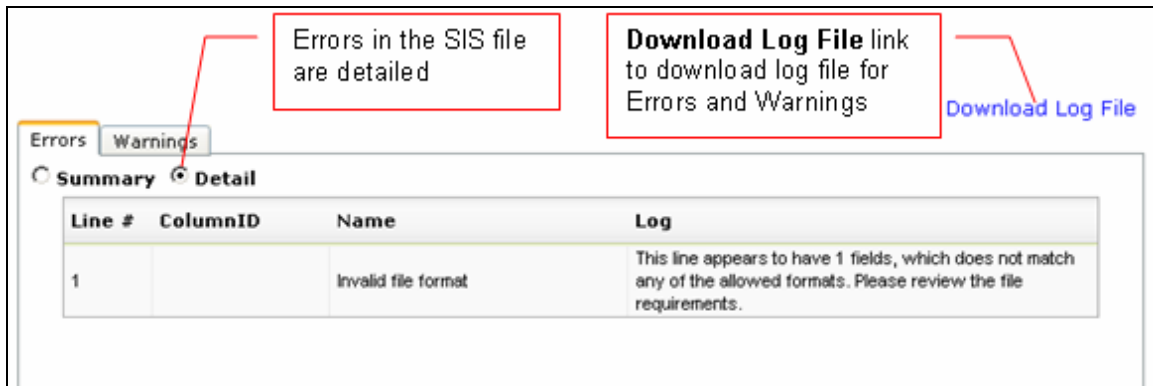 Errors in the SIS file
are detailed
Download Log File link
to download log file for
Errors and Warnings
Download Log File
Errors Warnings
Summary Detail
Line # ColumnID Name Log
1 Invalid file format This line appears to have 1 fields, which does not match
any of the allowed formats. Please review the file
requirements.